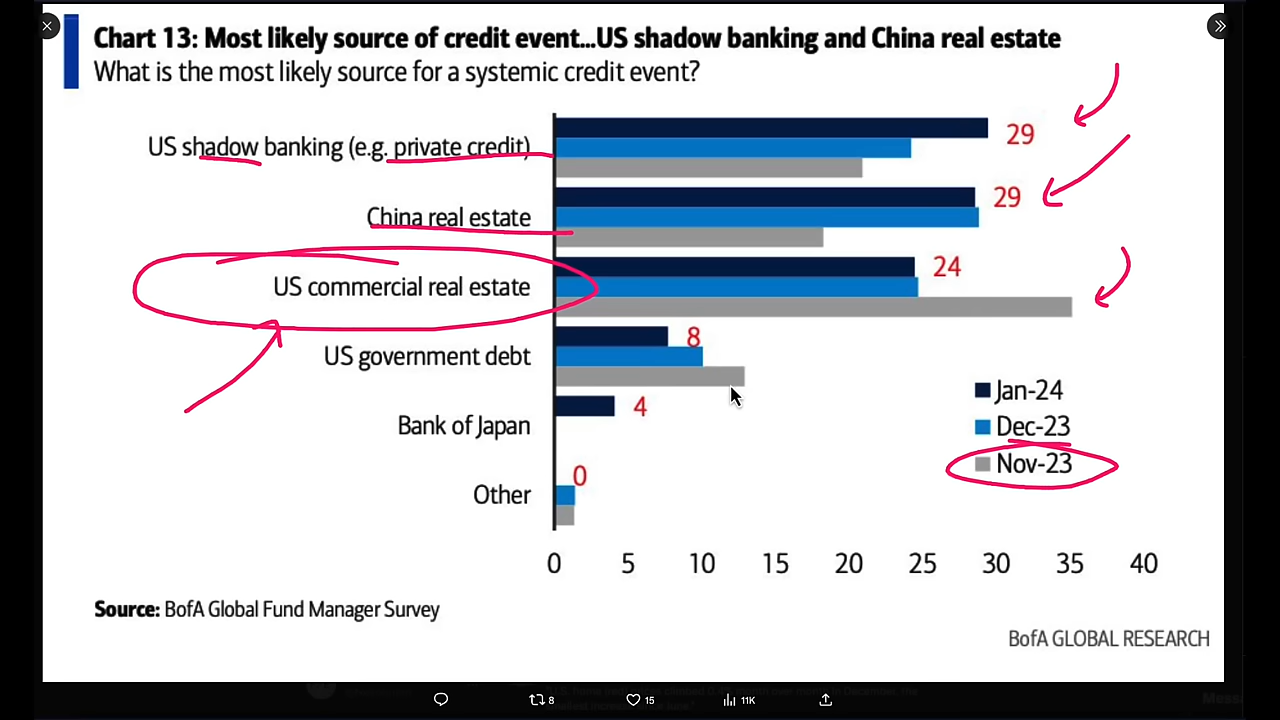 Chart 13: Most likely source of credit event...US shadow banking and China real estate
What is the most likely source for a systemic credit event?
US shadow banking (e.g. private credit)
29
China real estate
29
US commercial real estate
24
US government debt
8
Bank of Japan
4
Other
0
Jan-24
Dec-23
Nov-23
0 5 10 15 20 25 30 35 40
Source: BofA Global Fund Manager Survey
BofA GLOBAL RESEARCH
8 15 11K